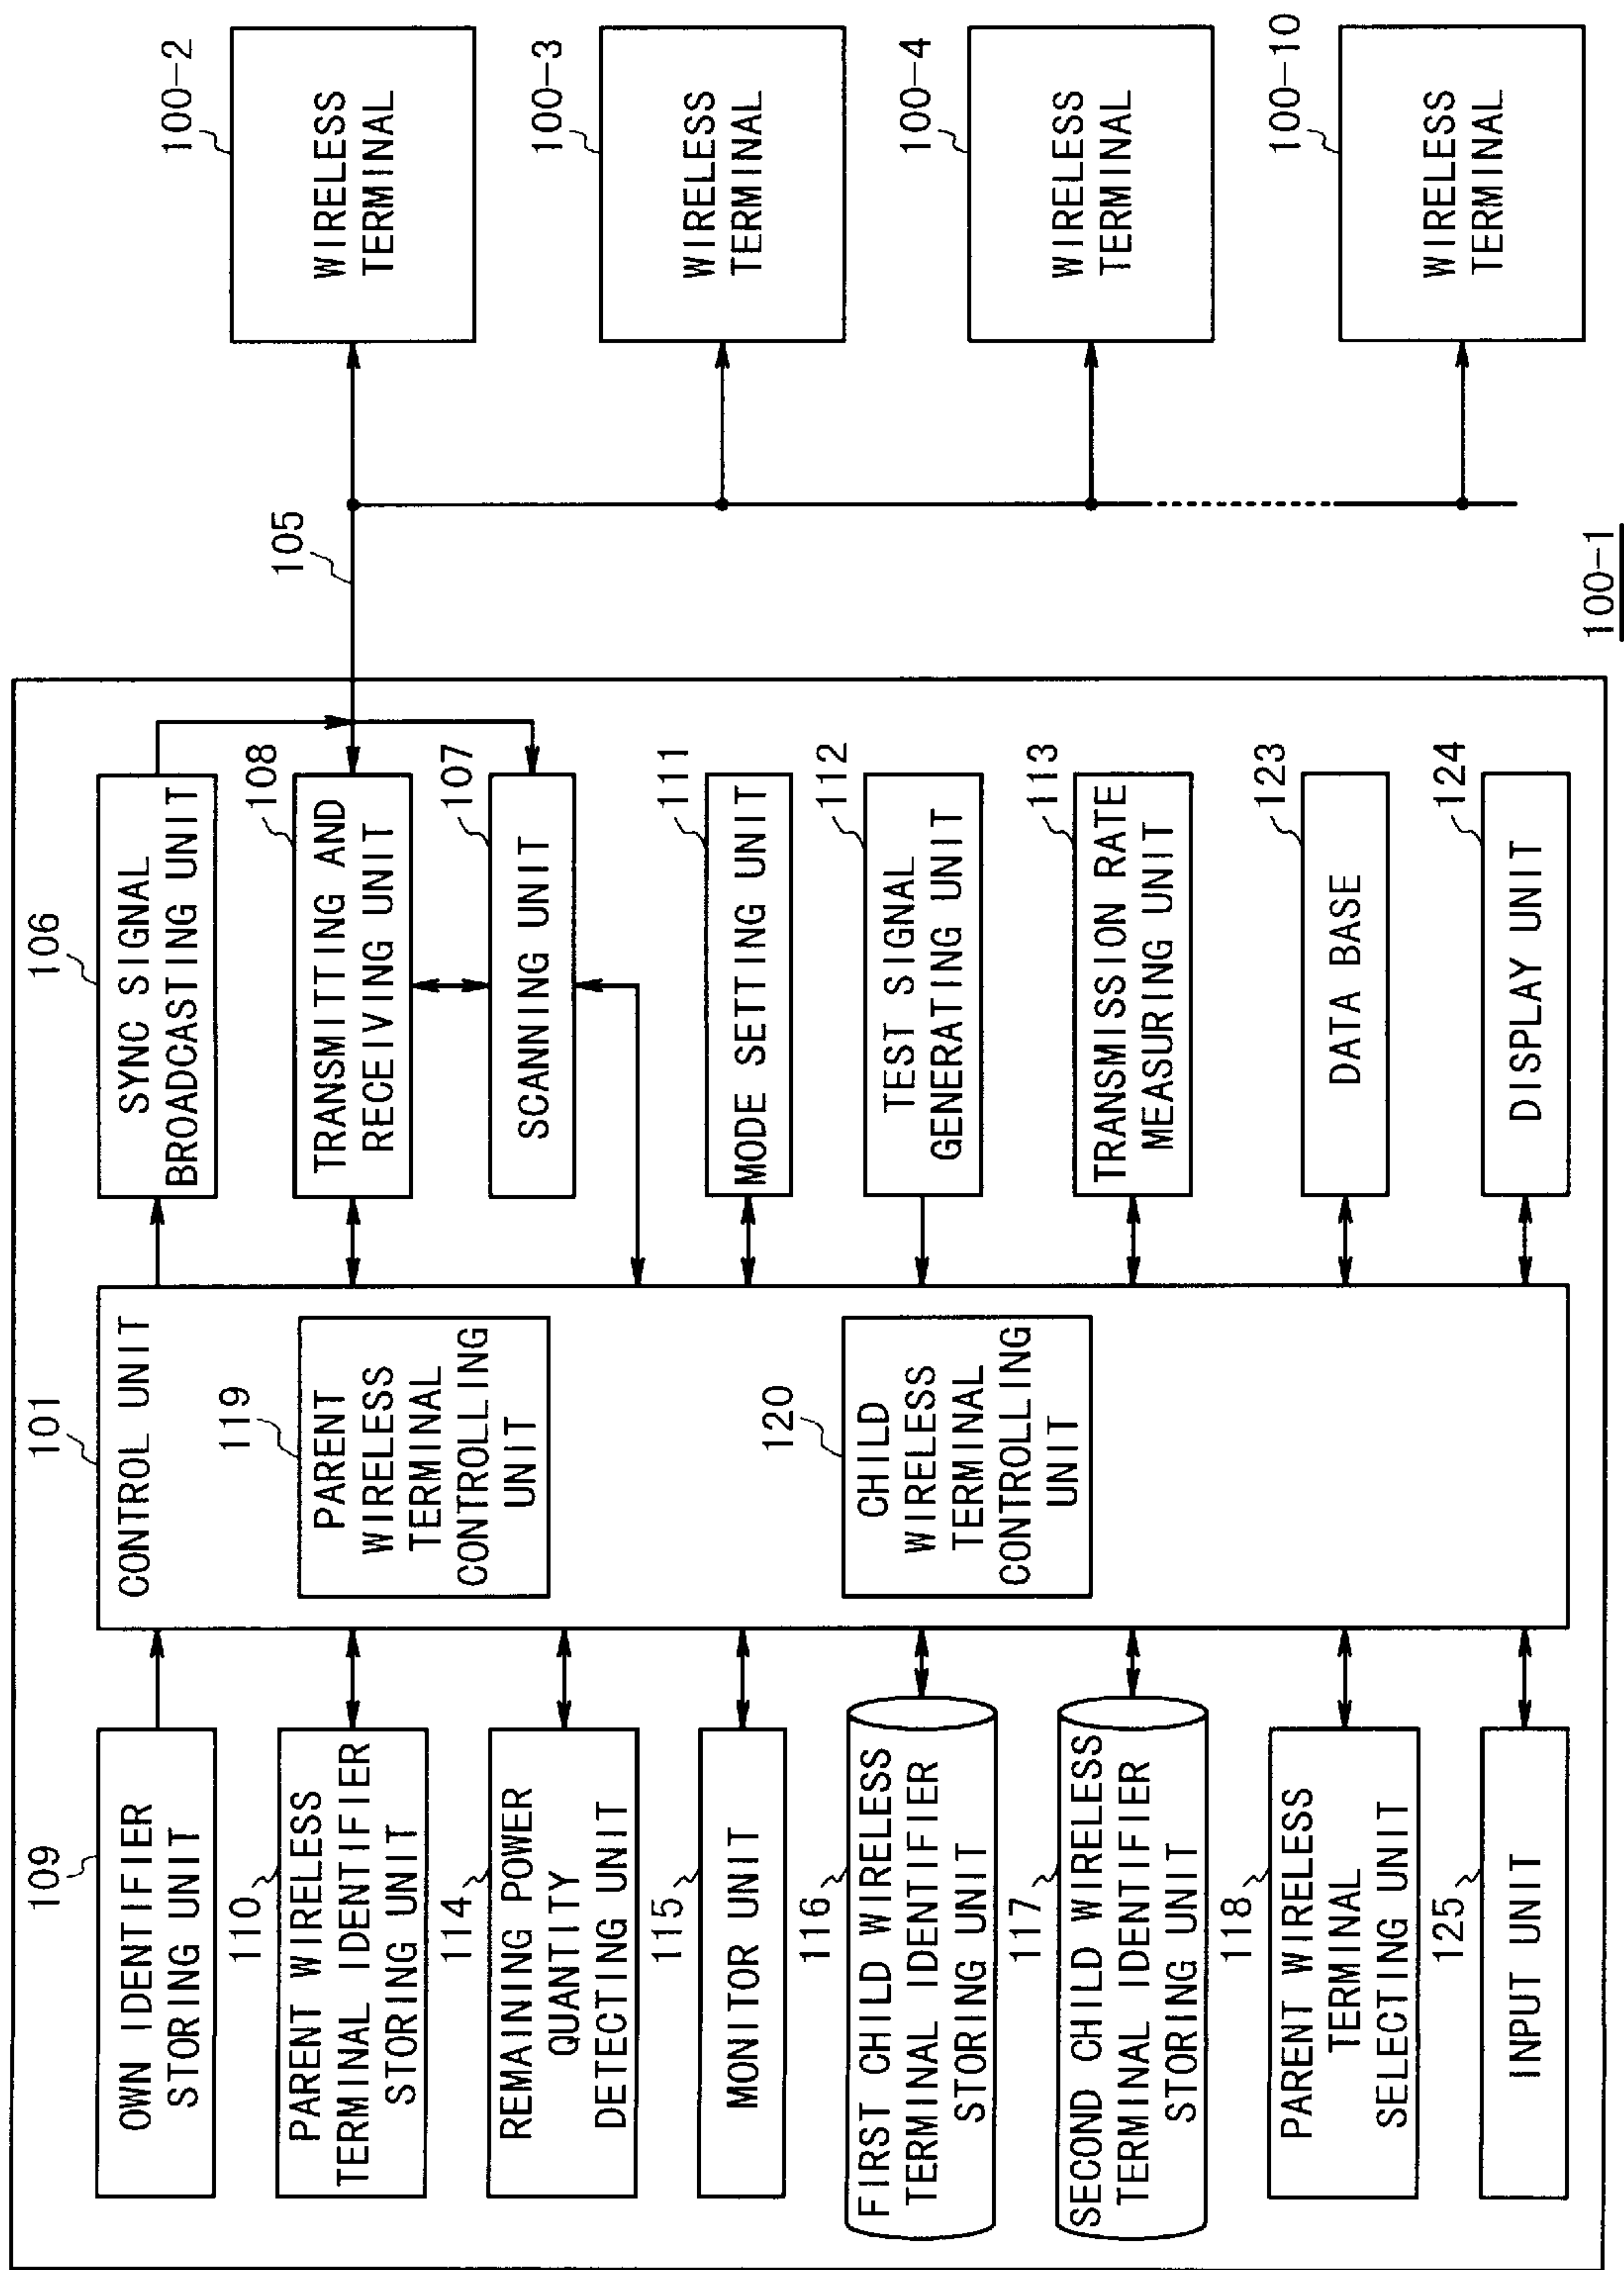 109
OWN IDENTIFIER
STORING UNIT
110
PARENT WIRELESS
TERMINAL IDENTIFIER
STORING UNIT
114
REMAINING POWER
QUANTITY
DETECTING UNIT
115
MONITOR UNIT
116
FIRST CHILD WIRELESS
TERMINAL IDENTIFIER
STORING UNIT
117
SECOND CHILD WIRELESS
TERMINAL IDENTIFIER
STORING UNIT
118
PARENT WIRELESS
TERMINAL
SELECTING UNIT
125
INPUT UNIT
101
CONTROL UNIT
119
PARENT
WIRELESS
TERMINAL
CONTROLLING
UNIT
120
CHILD
WIRELESS
TERMINAL
CONTROLLING
UNIT
106
SYNC SIGNAL
BROADCASTING UNIT
108
TRANSMITTING AND
RECEIVING UNIT
107
SCANNING UNIT
111
MODE SETTING UNIT
112
TEST SIGNAL
GENERATING UNIT
113
TRANSMISSION RATE
MEASURING UNIT
123
DATA BASE
124
DISPLAY UNIT
105
100-1
100-2
WIRELESS
TERMINAL
100-3
WIRELESS
TERMINAL
100-4
WIRELESS
TERMINAL
100-10
WIRELESS
TERMINAL